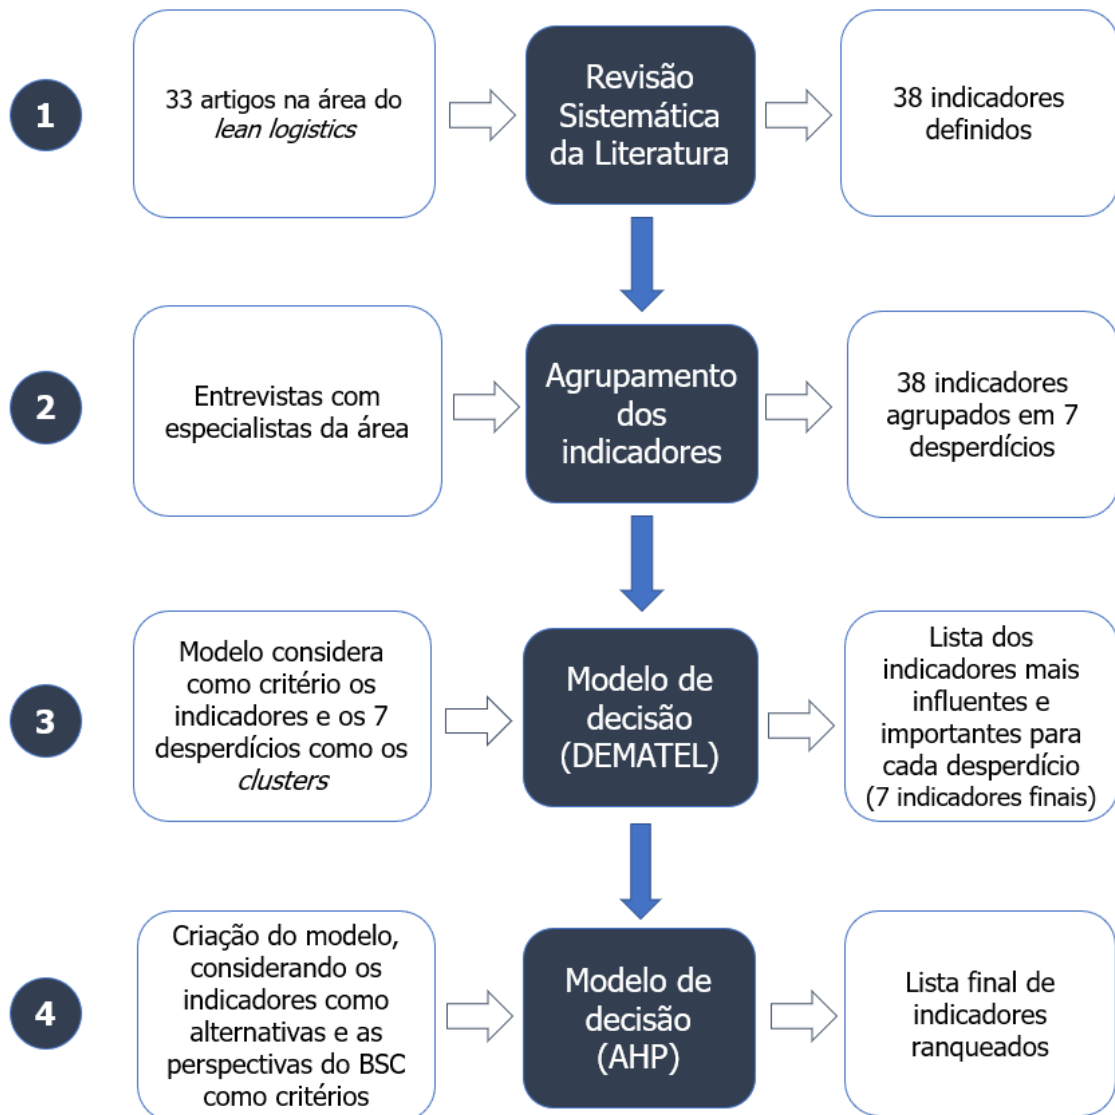 1
33 artigos na área do
lean logistics
Revisão
Sistemática
da Literatura
38 indicadores
definidos
2
Entrevistas com
especialistas da área
Agrupamento
dos
indicadores
38 indicadores
agrupados em 7
desperdícios
3
Modelo considera
como critério os
indicadores e os 7
desperdícios como os
clusters
Modelo de
decisão
(DEMATEL)
Lista dos
indicadores mais
influentes e
importantes para
cada desperdício
(7 indicadores finais)
4
Criação do modelo,
considerando os
indicadores como
alternativas e as
perspectivas do BSC
como critérios
Modelo de
decisão
(AHP)
Lista final de
indicadores
ranqueados